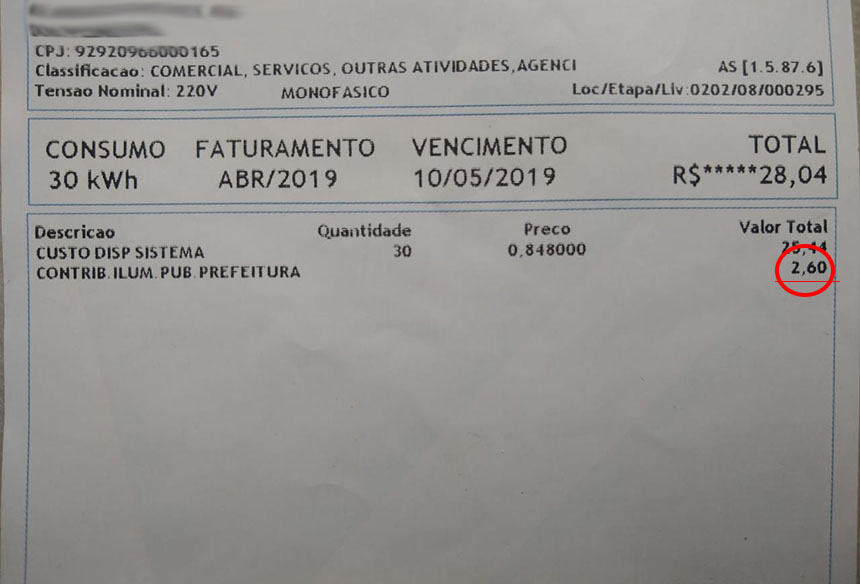 CPJ: 92920966000165
Classificacao: COMERCIAL, SERVICOS, OUTRAS ATIVIDADES,AGENCI AS [1.5.87.6]
Tensao Nominal: 220V MONOFASICO Loc/Etapa/Liv:0202/08/000295
CONSUMO FATURAMENTO VENCIMENTO TOTAL
30 kWh ABR/2019 10/05/2019 R$*****28,04
Descricao Quantidade Preco Valor Total
CUSTO DISP SISTEMA 30 0,848000 25,44
CONTRIB.ILUM.PUB.PREFEITURA 2,60